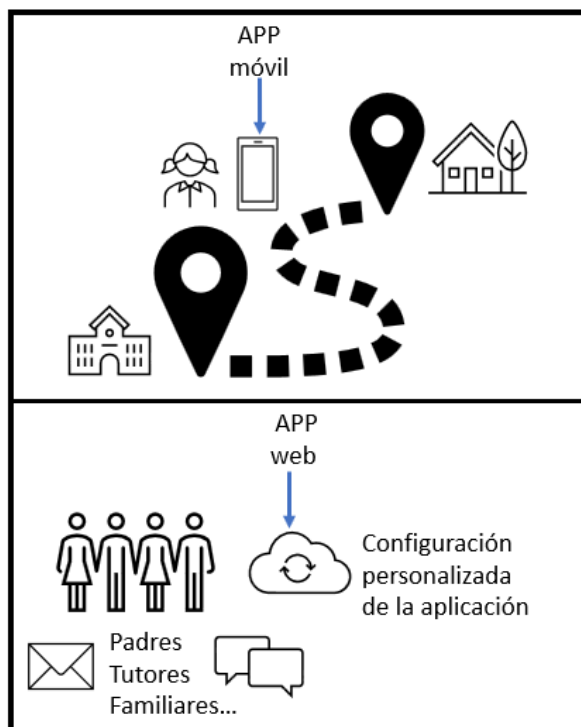 APP
móvil
APP
web
Configuración
personalizada
de la aplicación
Padres
Tutores
Familiares...